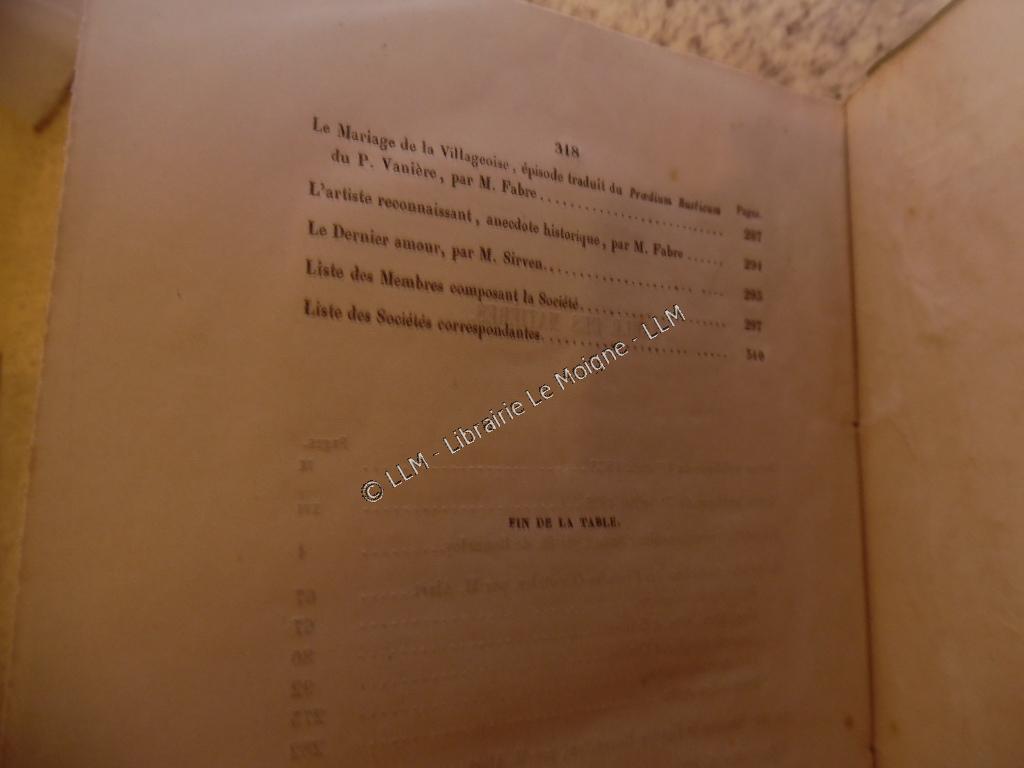 318
Pages.
Le Mariage de la Villageoise, épisode traduit du Prædium Rusticum
du P. Vanière, par M. Fabre........................ 287
L'artiste reconnaissant, anecdote historique, par M. Fabre...... 294
Le Dernier amour, par M. Sirven........................ 295
Liste des Membres composant la Société.................... 297
Liste des Sociétés correspondantes........................ 310
© LLM - Librairie Le Moigne - LLM
FIN DE LA TABLE.